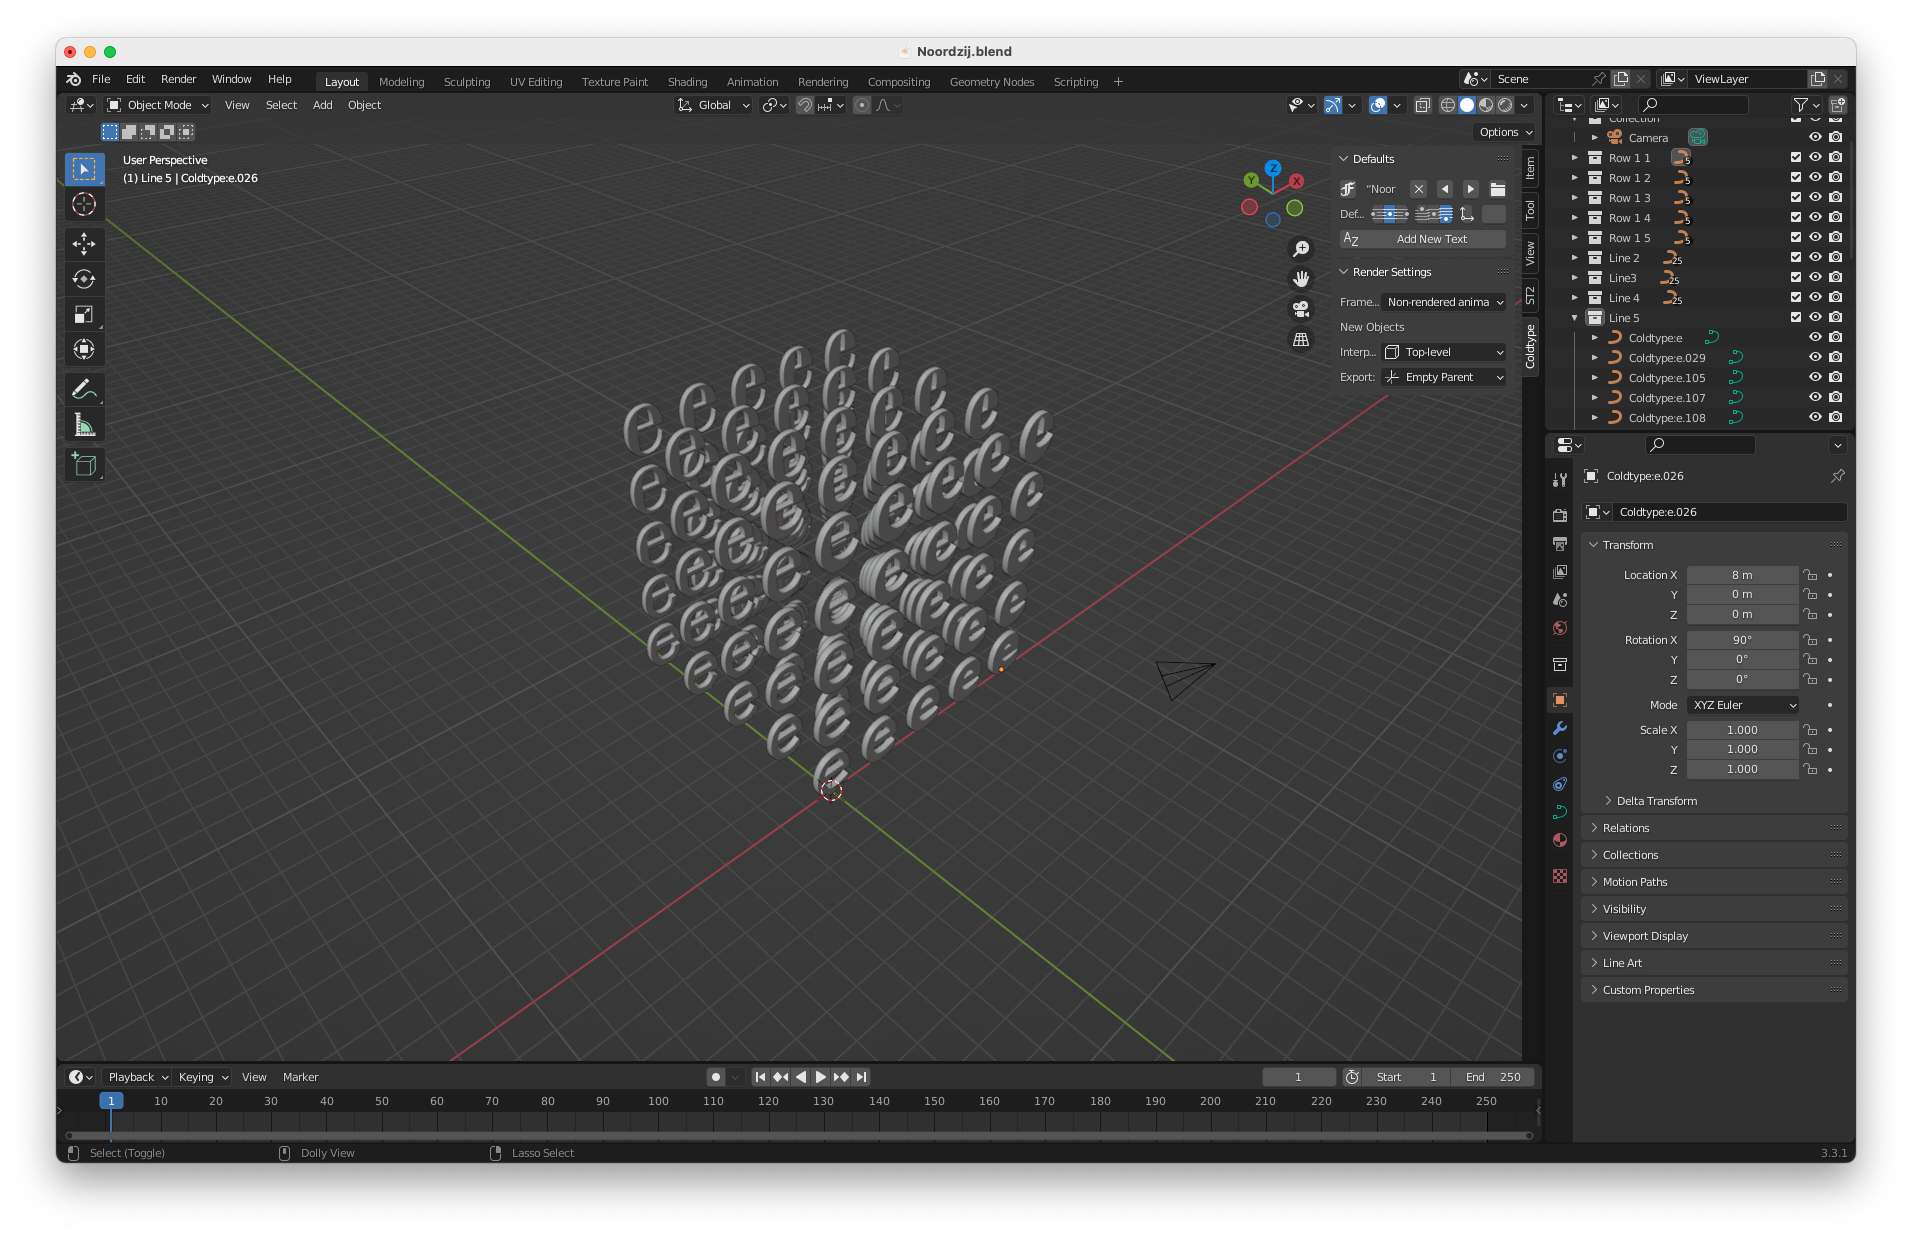 Noordzij.blend
File Edit Render Window Help Layout Modeling Sculpting UV Editing Texture Paint Shading Animation Rendering Compositing Geometry Nodes Scripting + Scene ViewLayer
Object Mode View Select Add Object Global
Options
User Perspective
(1) Line 5 | Coldtype:e.026
Z
Y
X
Defaults
"Noor
Def...
Add New Text
Render Settings
Frame... Non-rendered anima
New Objects
Interp... Top-level
Export: Empty Parent
Item
Tool
View
ST2
Coldtype
Collection
Camera
Row 1 1 5
Row 1 2 5
Row 1 3 5
Row 1 4 5
Row 1 5 5
Line 2 25
Line3 25
Line 4 25
Line 5
Coldtype:e
Coldtype:e.029
Coldtype:e.105
Coldtype:e.107
Coldtype:e.108
Coldtype:e.026
Coldtype:e.026
Transform
Location X 8 m
Y 0 m
Z 0 m
Rotation X 90°
Y 0°
Z 0°
Mode XYZ Euler
Scale X 1.000
Y 1.000
Z 1.000
Delta Transform
Relations
Collections
Motion Paths
Visibility
Viewport Display
Line Art
Custom Properties
Playback Keying View Marker 1 Start 1 End 250
1 10 20 30 40 50 60 70 80 90 100 110 120 130 140 150 160 170 180 190 200 210 220 230 240 250
Select (Toggle) Dolly View Lasso Select 3.3.1